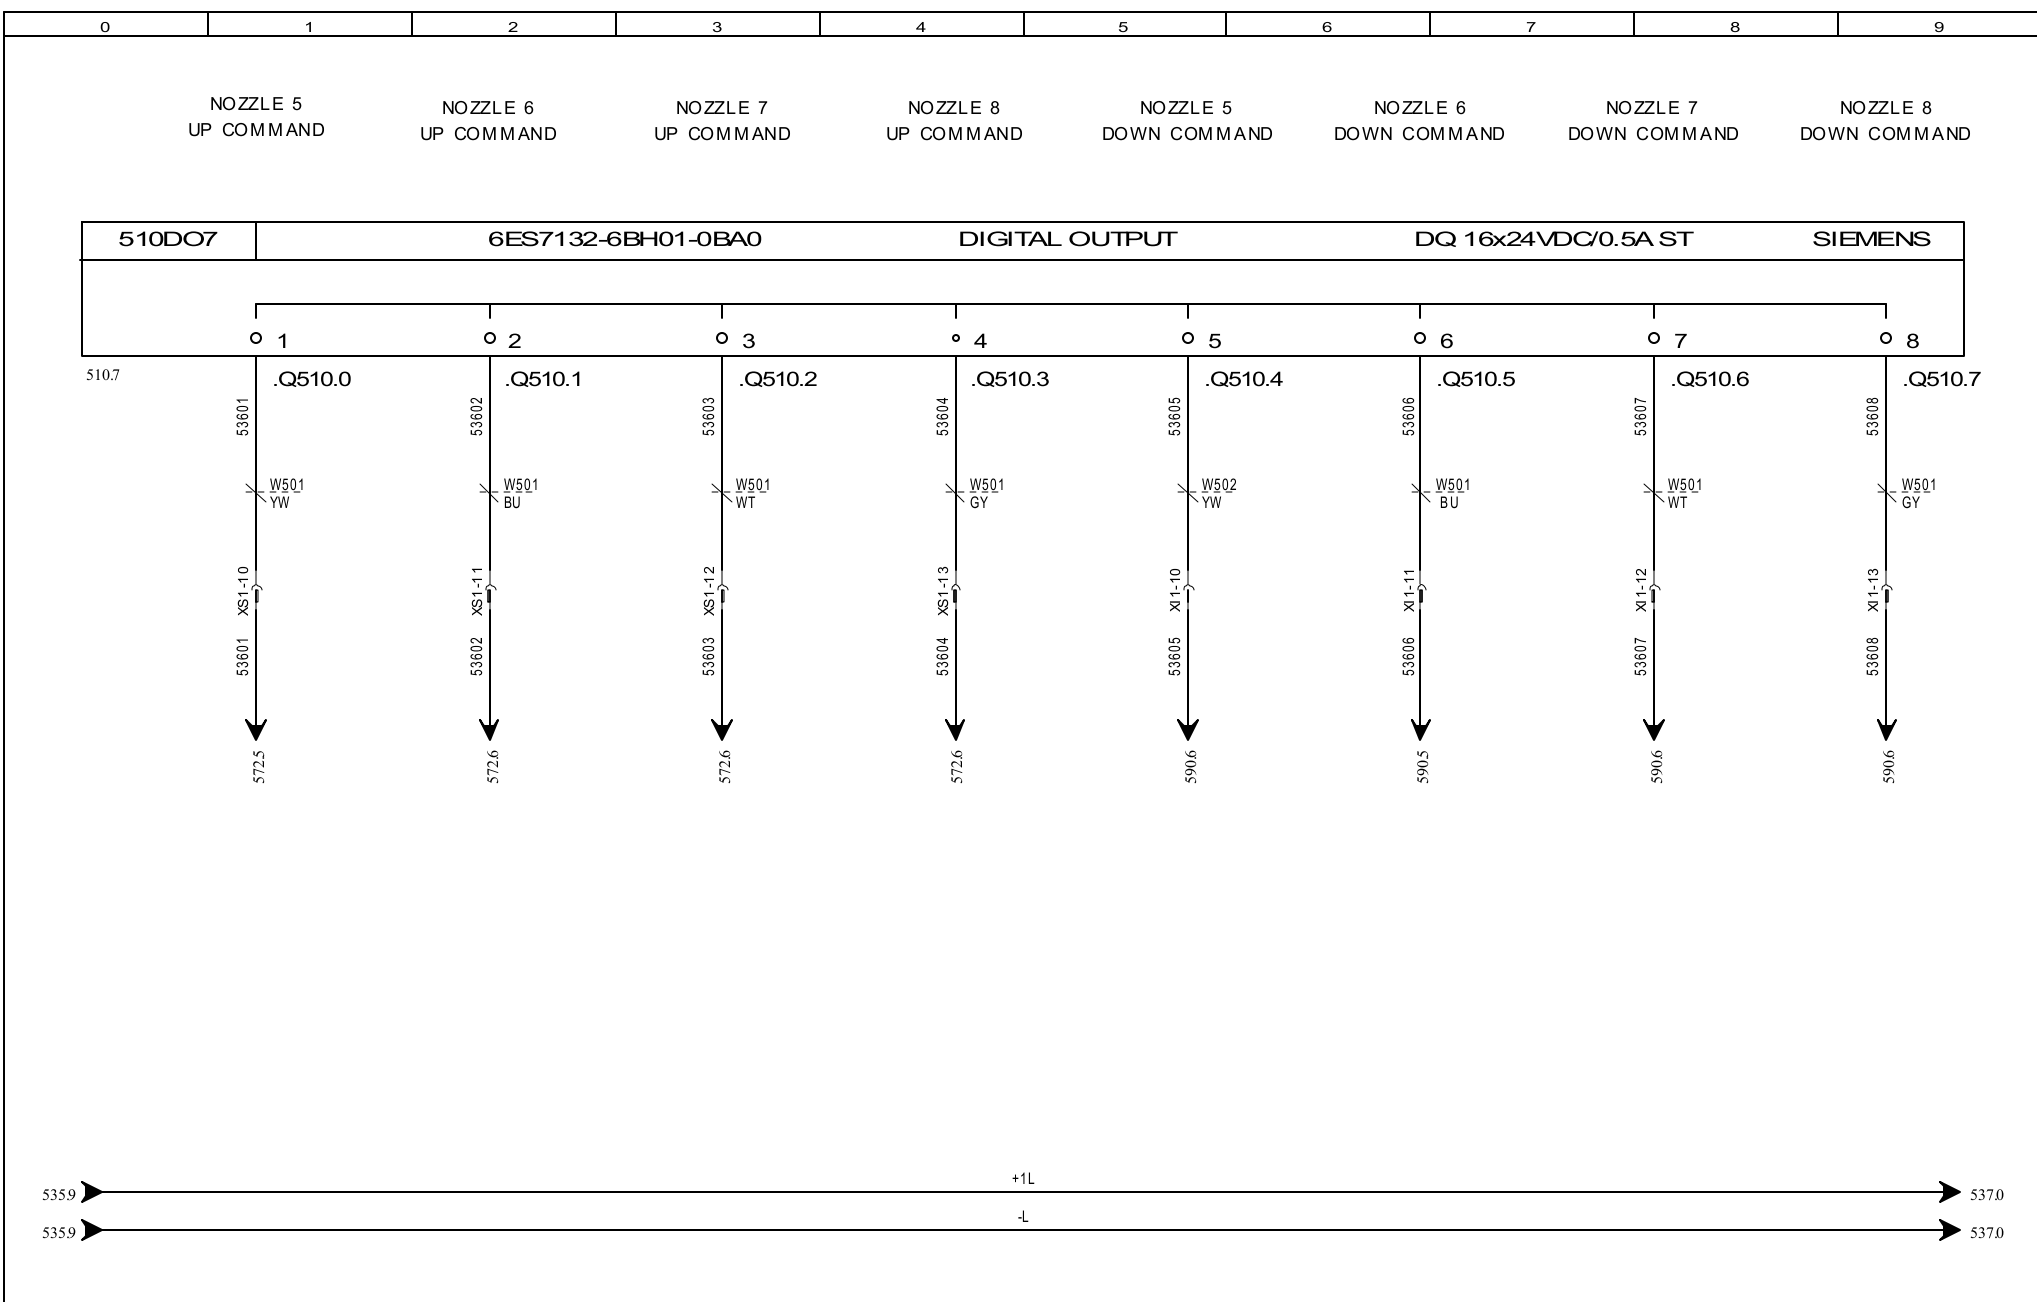 0 1 2 3 4 5 6 7 8 9
NOZZLE 5 NOZZLE 6 NOZZLE 7 NOZZLE 8 NOZZLE 5 NOZZLE 6 NOZZLE 7 NOZZLE 8
UP COMMAND UP COMMAND UP COMMAND UP COMMAND DOWN COMMAND DOWN COMMAND DOWN COMMAND DOWN COMMAND
510DO7 6ES7132-6BH01-0BA0 DIGITAL OUTPUT DQ 16x24VDC/0.5A ST SIEMENS
1 2 3 4 5 6 7 8
510.7 .Q510.0 .Q510.1 .Q510.2 .Q510.3 .Q510.4 .Q510.5 .Q510.6 .Q510.7
53601 53602 53603 53604 53605 53606 53607 53608
W501 W501 W501 W501 W502 W501 W501 W501
YW BU WT GY YW BU WT GY
XS1-10 XS1-11 XS1-12 XS1-13 XI1-10 XI1-11 XI1-12 XI1-13
53601 53602 53603 53604 53605 53606 53607 53608
572.5 572.6 572.6 572.6 590.6 590.5 590.6 590.6
+1L
535.9 537.0
-L
535.9 537.0